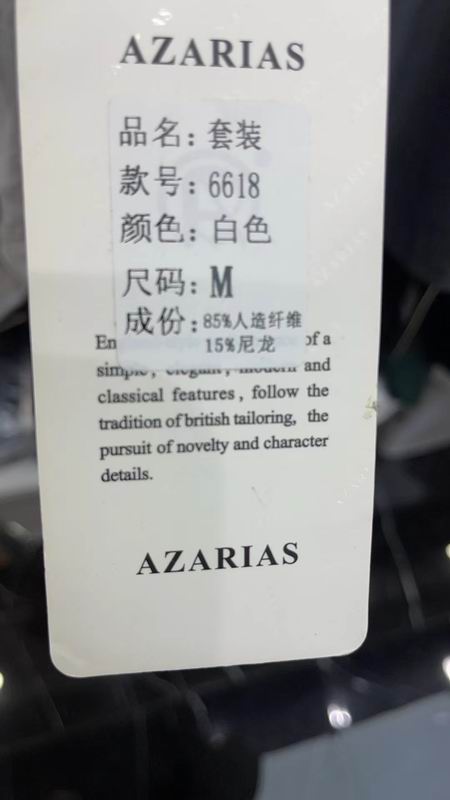 AZARIAS
品名：套装
款号：6618
颜色：白色
尺码：M
成份：85%人造纤维
15%尼龙
En of a
simple, elegant, modern and
classical features, follow the
tradition of british tailoring, the
pursuit of novelty and character
details.
AZARIAS